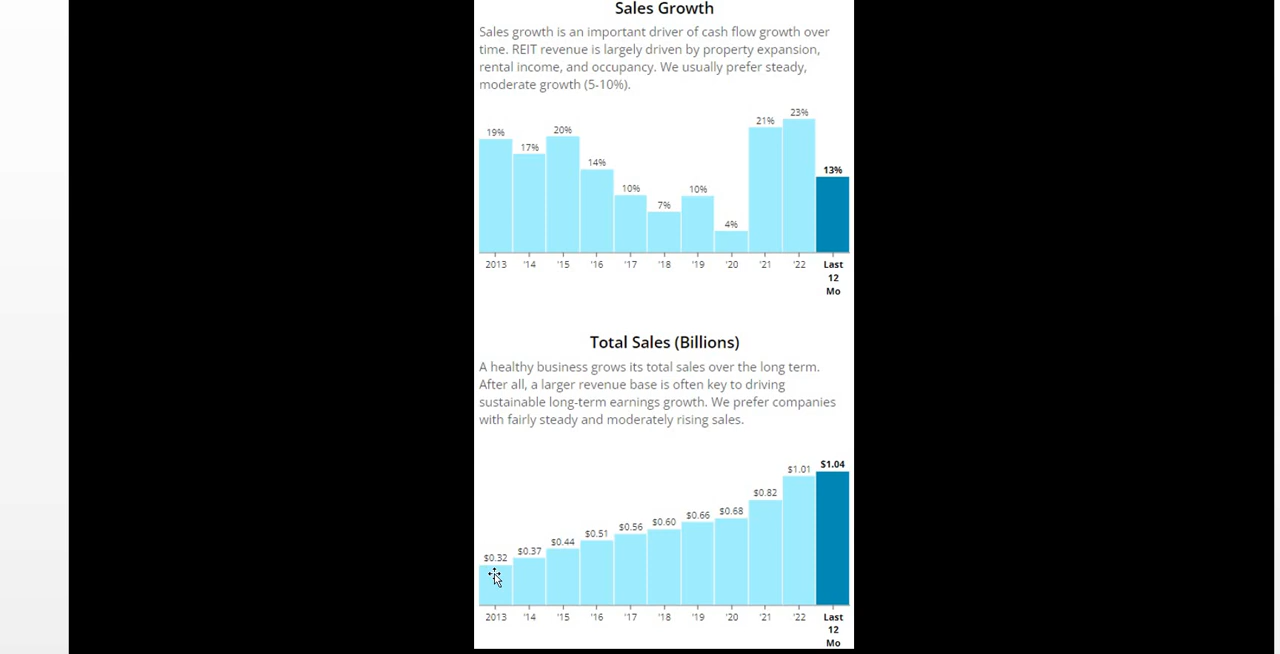 Sales Growth
Sales growth is an important driver of cash flow growth over
time. REIT revenue is largely driven by property expansion,
rental income, and occupancy. We usually prefer steady,
moderate growth (5-10%).
19%
17%
20%
14%
10%
7%
10%
4%
21%
23%
13%
2013 '14 '15 '16 '17 '18 '19 '20 '21 '22 Last
12
Mo
Total Sales (Billions)
A healthy business grows its total sales over the long term.
After all, a larger revenue base is often key to driving
sustainable long-term earnings growth. We prefer companies
with fairly steady and moderately rising sales.
$0.32
$0.37
$0.44
$0.51
$0.56
$0.60
$0.66
$0.68
$0.82
$1.01
$1.04
2013 '14 '15 '16 '17 '18 '19 '20 '21 '22 Last
12
Mo